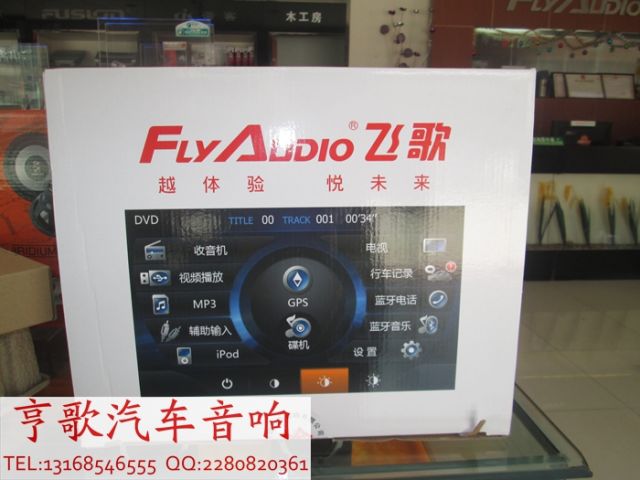 FUSION
木工房
FLYAUDIO
FLYAUDIO® 飞歌
越体验 悦未来
DVD TITLE 00 TRACK 001 00'34"
收音机 电视
视频播放 行车记录
MP3 GPS 蓝牙电话
辅助输入 碟机 蓝牙音乐
iPod 设置
亨歌汽车音响
TEL:13168546555 QQ:2280820361